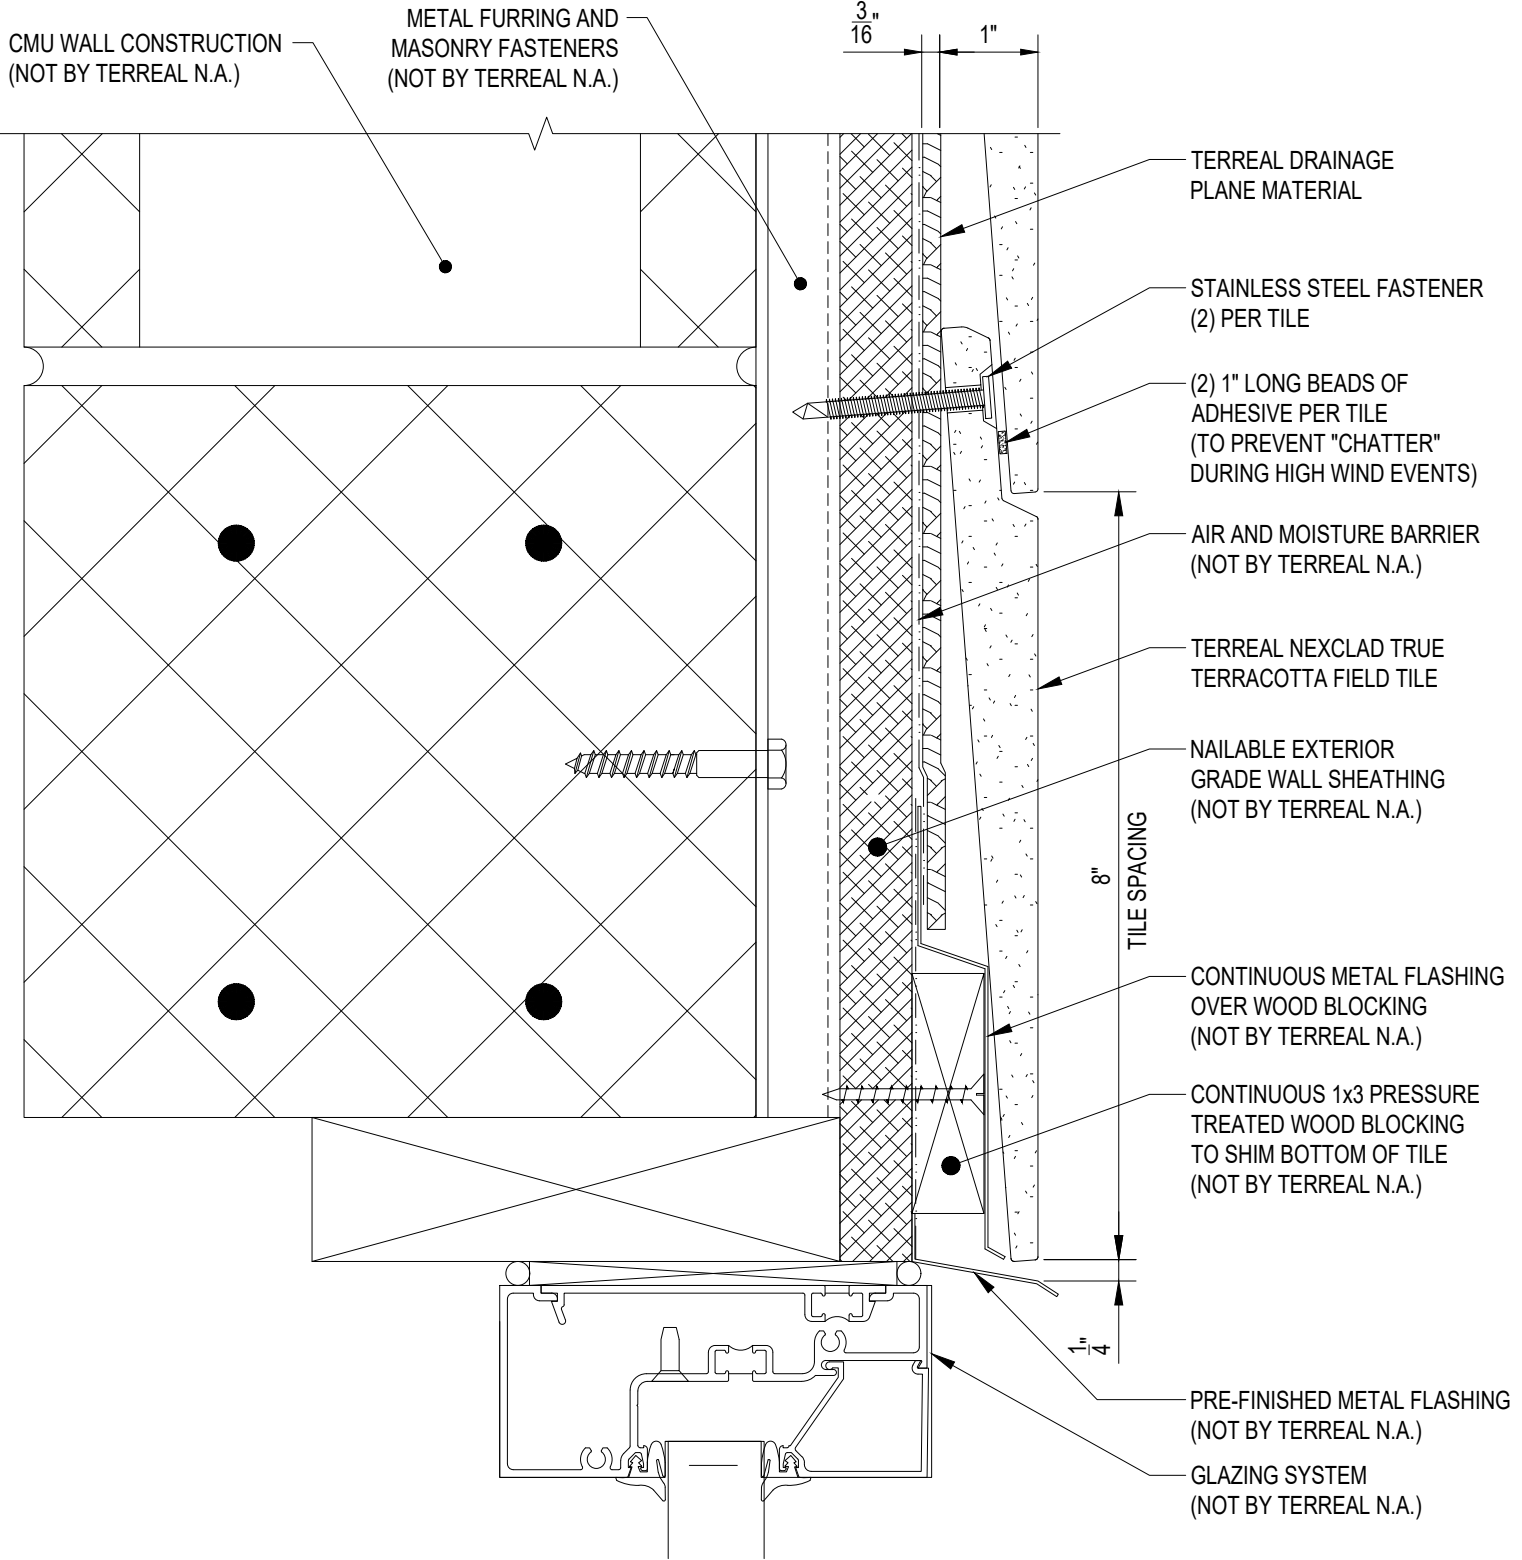 METAL FURRING AND
MASONRY FASTENERS
(NOT BY TERREAL N.A.)
CMU WALL CONSTRUCTION
(NOT BY TERREAL N.A.)
3/16"
1"
TERREAL DRAINAGE
PLANE MATERIAL
STAINLESS STEEL FASTENER
(2) PER TILE
(2) 1" LONG BEADS OF
ADHESIVE PER TILE
(TO PREVENT "CHATTER"
DURING HIGH WIND EVENTS)
AIR AND MOISTURE BARRIER
(NOT BY TERREAL N.A.)
TERREAL NEXCLAD TRUE
TERRACOTTA FIELD TILE
NAILABLE EXTERIOR
GRADE WALL SHEATHING
(NOT BY TERREAL N.A.)
8"
TILE SPACING
CONTINUOUS METAL FLASHING
OVER WOOD BLOCKING
(NOT BY TERREAL N.A.)
CONTINUOUS 1x3 PRESSURE
TREATED WOOD BLOCKING
TO SHIM BOTTOM OF TILE
(NOT BY TERREAL N.A.)
1/4"
PRE-FINISHED METAL FLASHING
(NOT BY TERREAL N.A.)
GLAZING SYSTEM
(NOT BY TERREAL N.A.)